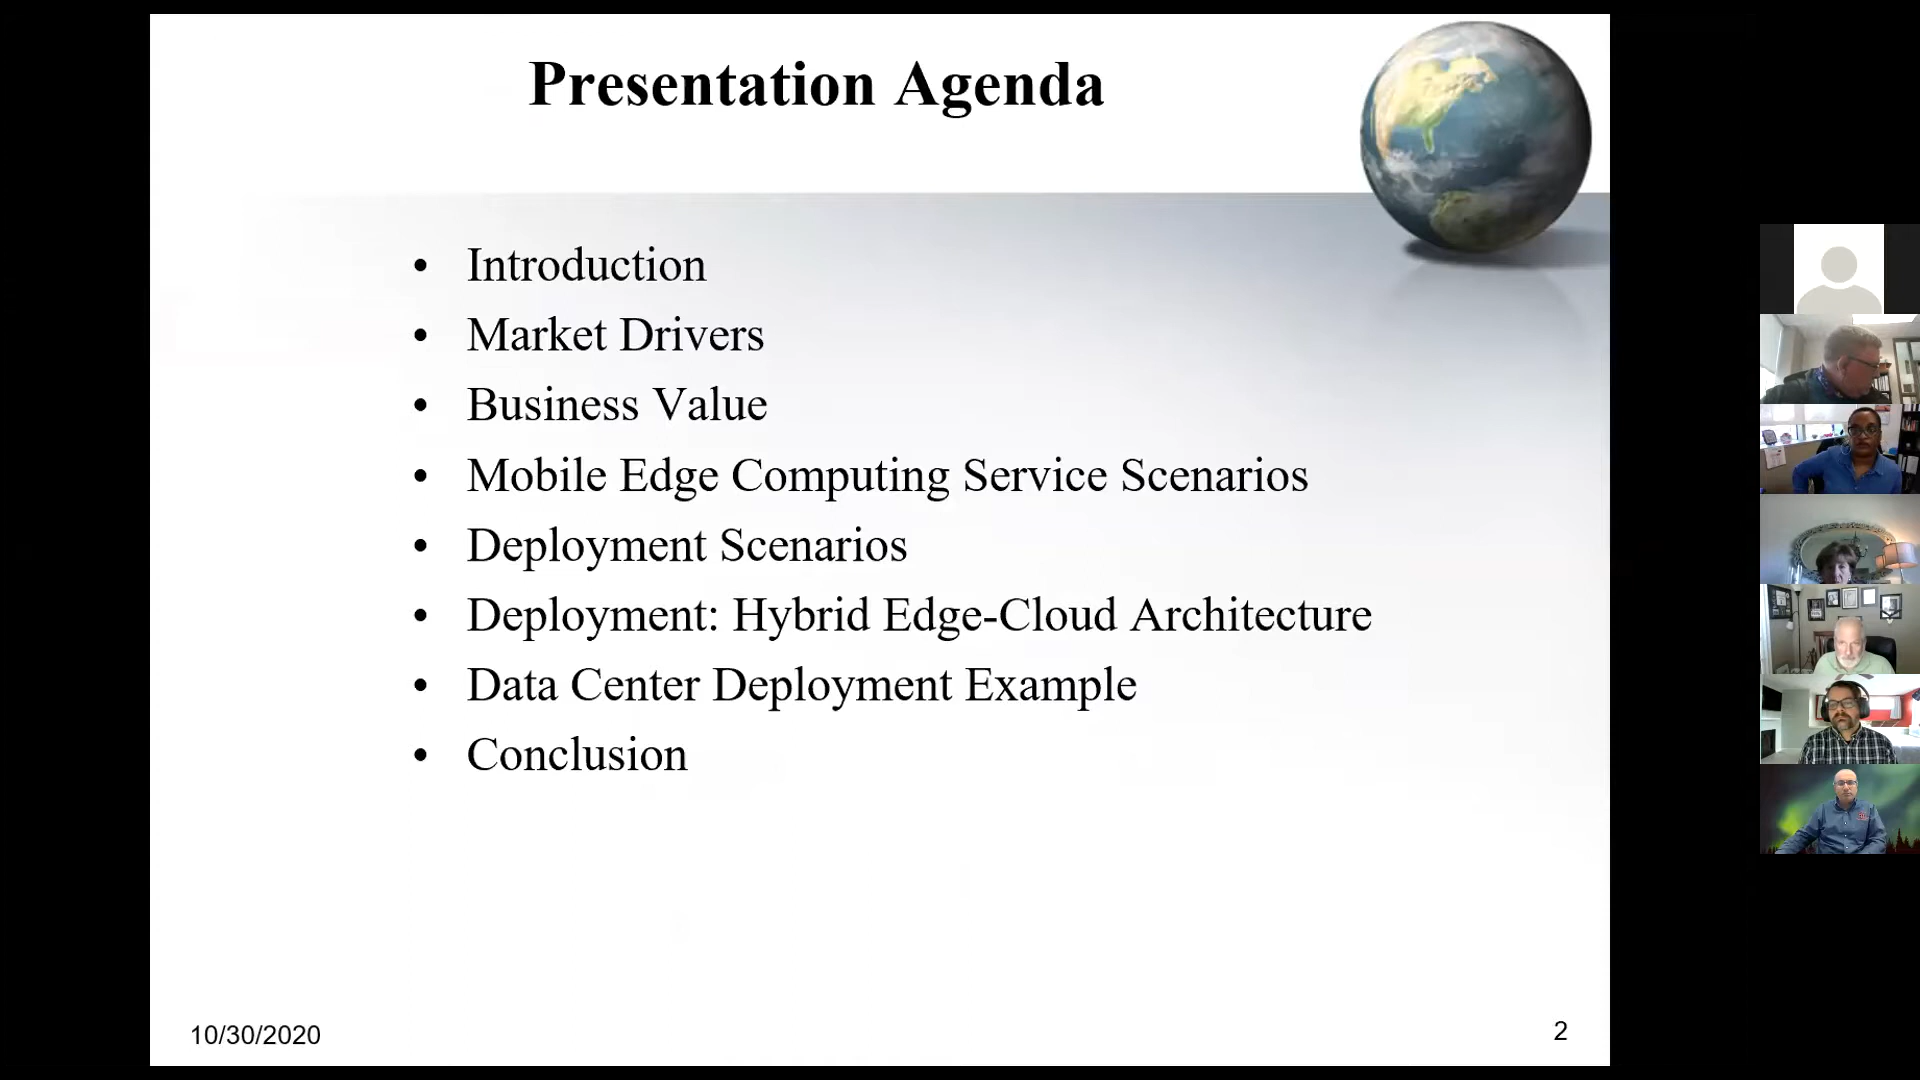 Presentation Agenda
• Introduction
• Market Drivers
• Business Value
• Mobile Edge Computing Service Scenarios
• Deployment Scenarios
• Deployment: Hybrid Edge-Cloud Architecture
• Data Center Deployment Example
• Conclusion
10/30/2020
2